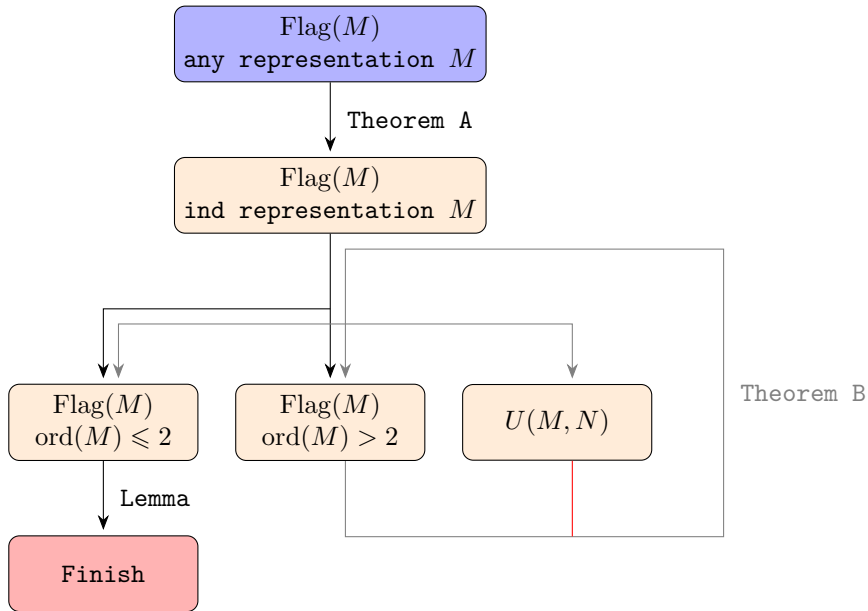 Flag(M)
any representation M
Theorem A
Flag(M)
ind representation M
Theorem B
Flag(M)
ord(M) ⩽ 2
Flag(M)
ord(M) > 2
U(M, N)
Lemma
Finish